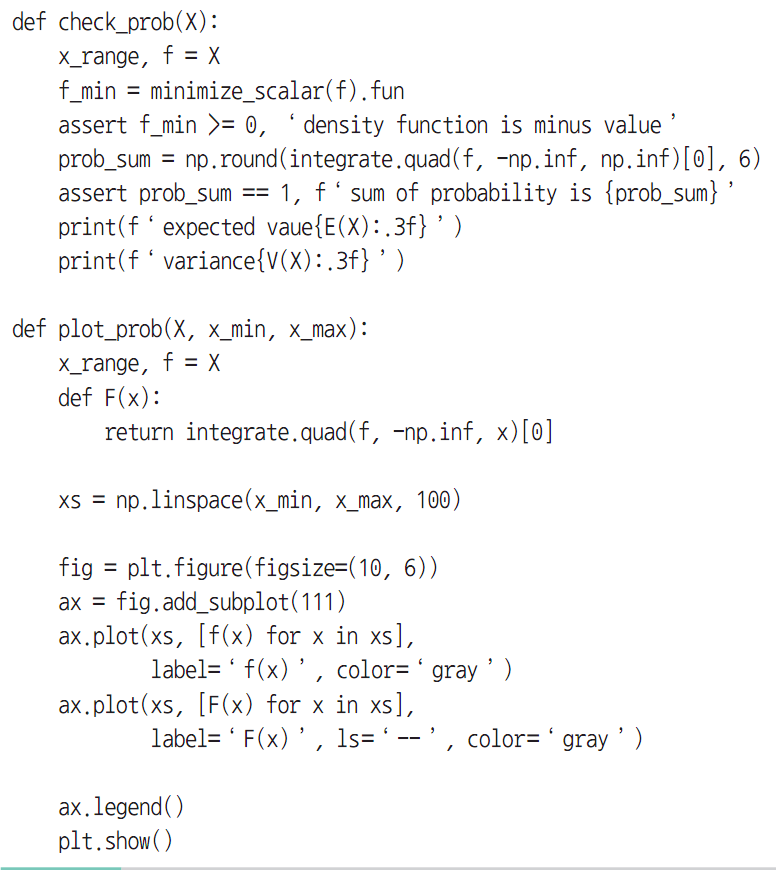 def check_prob(X):
    x_range, f = X
    f_min = minimize_scalar(f).fun
    assert f_min >= 0, ‘density function is minus value’
    prob_sum = np.round(integrate.quad(f, -np.inf, np.inf)[0], 6)
    assert prob_sum == 1, f‘sum of probability is {prob_sum}’
    print(f‘expected vaue{E(X):.3f}’)
    print(f‘variance{V(X):.3f}’)

def plot_prob(X, x_min, x_max):
    x_range, f = X
    def F(x):
        return integrate.quad(f, -np.inf, x)[0]

    xs = np.linspace(x_min, x_max, 100)

    fig = plt.figure(figsize=(10, 6))
    ax = fig.add_subplot(111)
    ax.plot(xs, [f(x) for x in xs],
            label=‘f(x)’, color=‘gray’)
    ax.plot(xs, [F(x) for x in xs],
            label=‘F(x)’, ls=‘--’, color=‘gray’)

    ax.legend()
    plt.show()